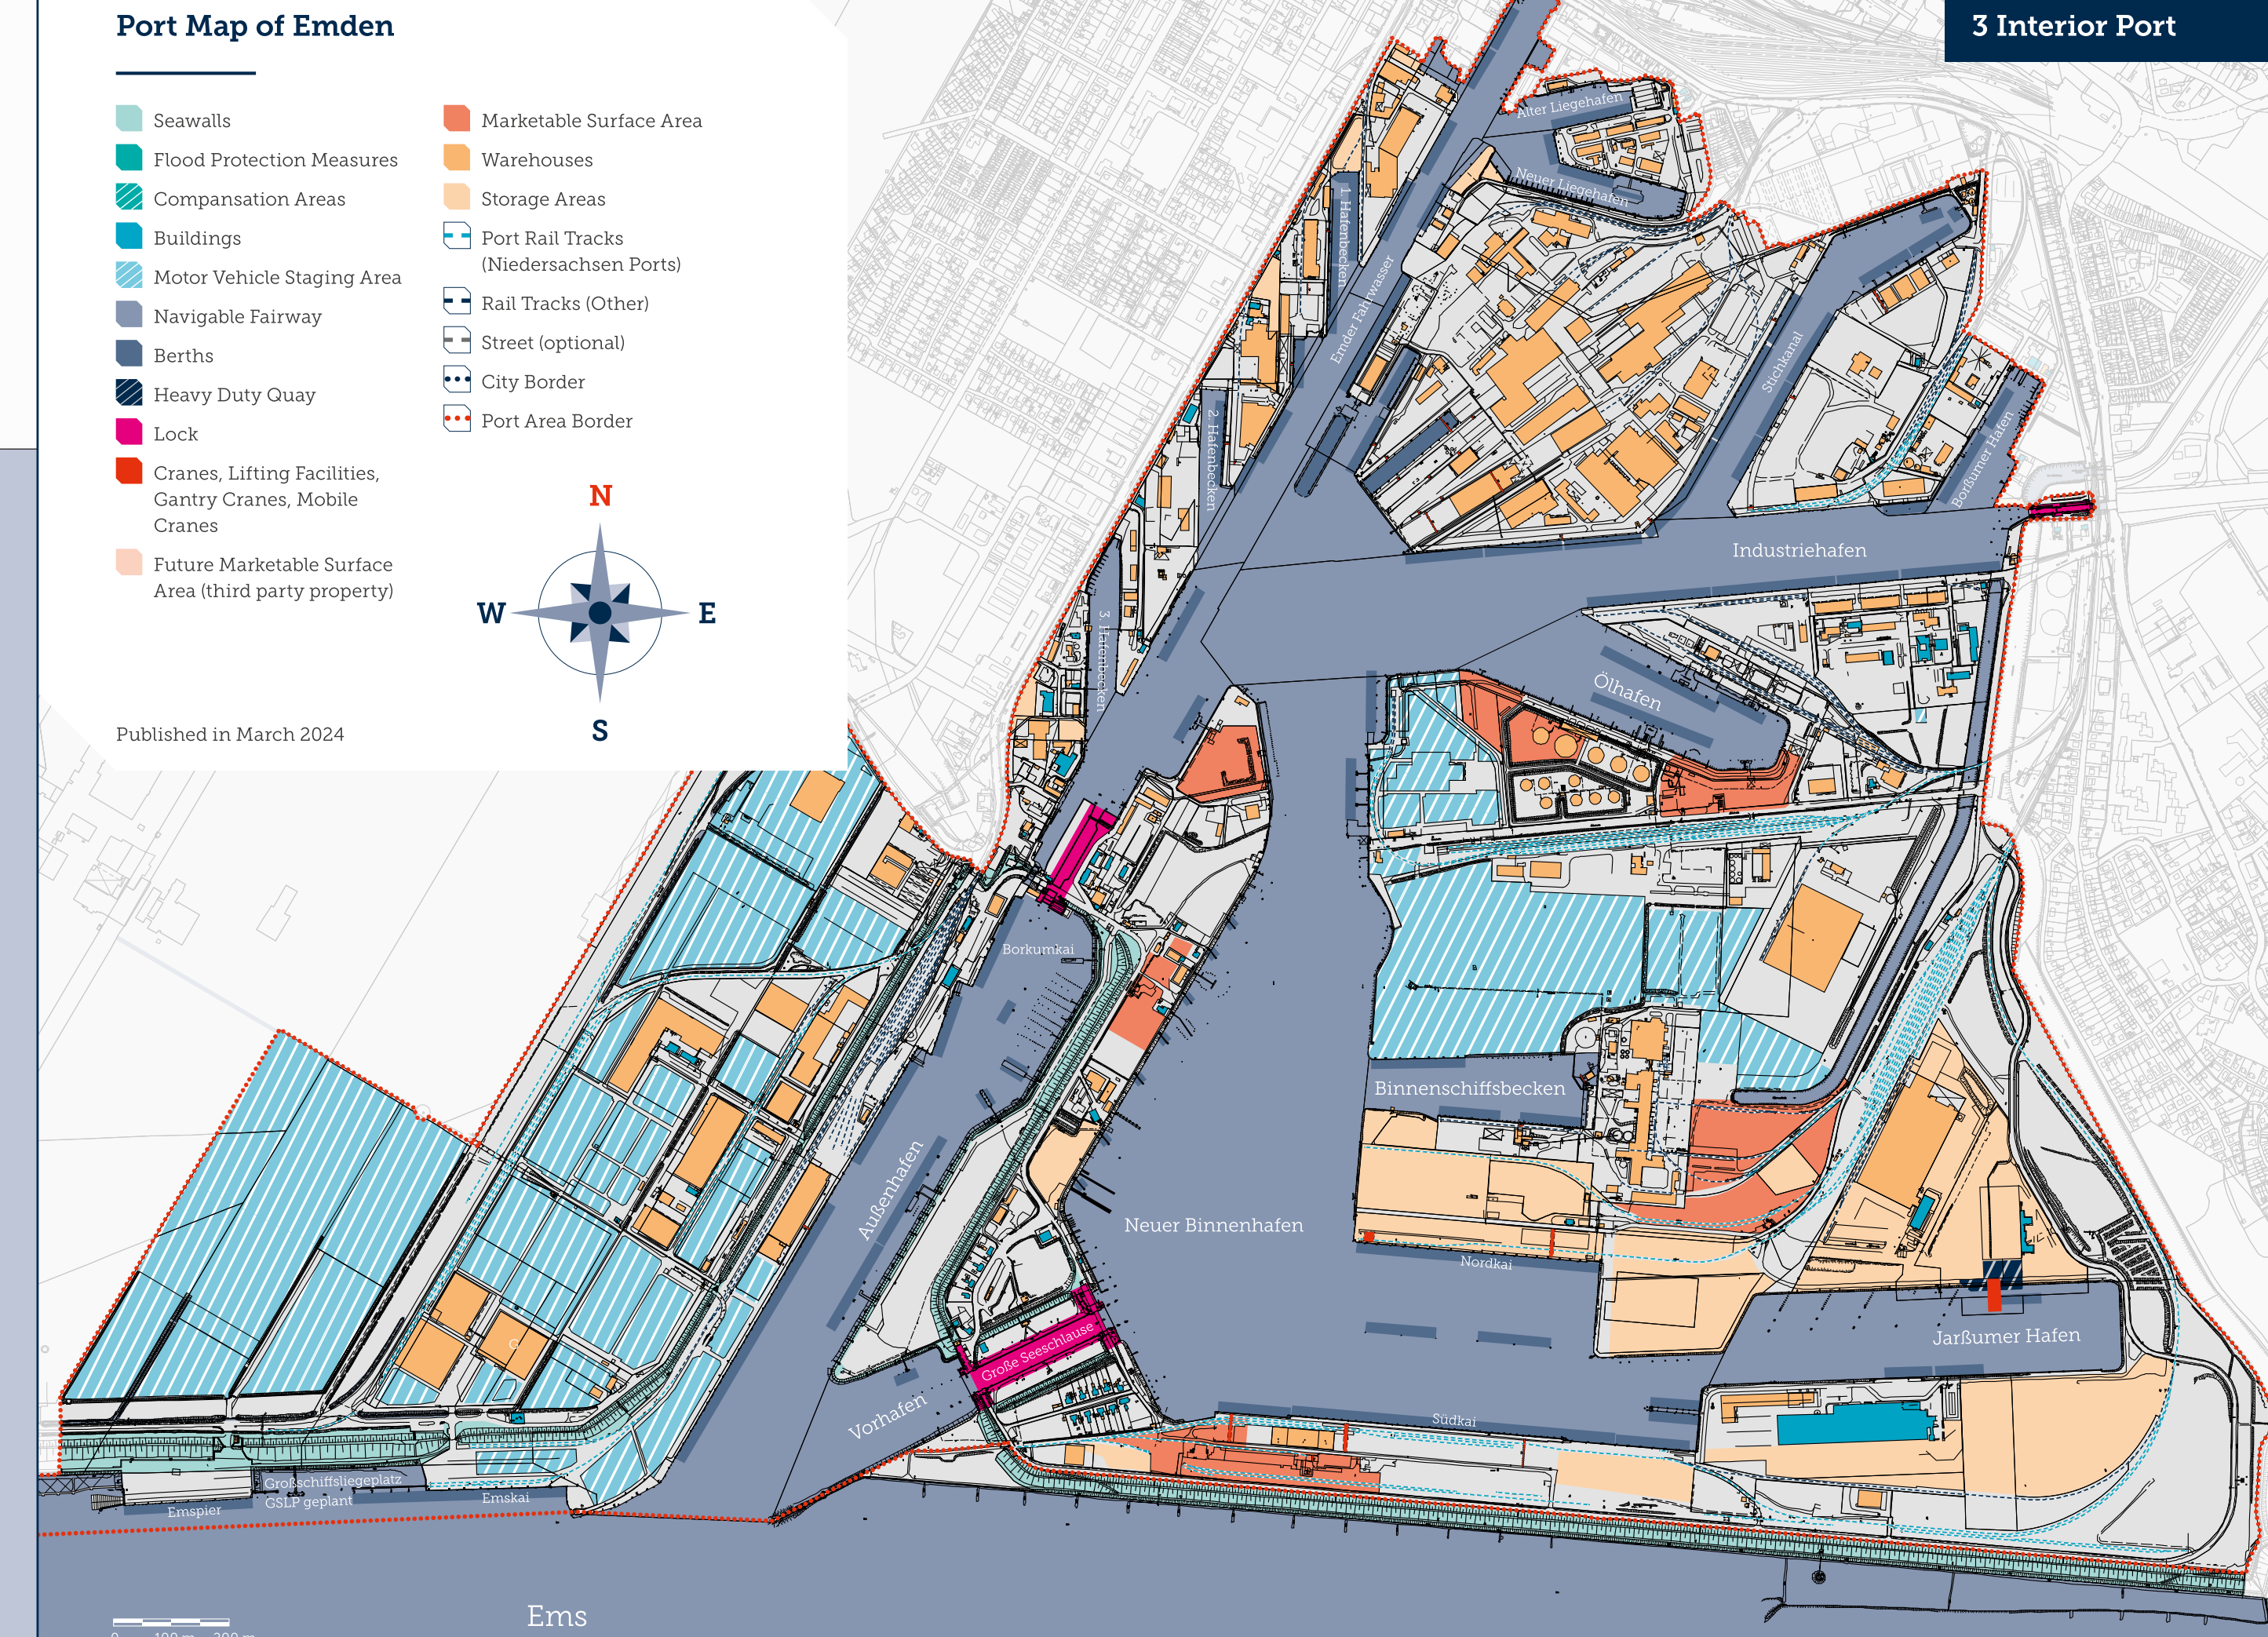 Port Map of Emden
3 Interior Port
Seawalls
Flood Protection Measures
Compansation Areas
Buildings
Motor Vehicle Staging Area
Navigable Fairway
Berths
Heavy Duty Quay
Lock
Cranes, Lifting Facilities,
Gantry Cranes, Mobile
Cranes
Future Marketable Surface
Area (third party property)
Marketable Surface Area
Warehouses
Storage Areas
Port Rail Tracks
(Niedersachsen Ports)
Rail Tracks (Other)
Street (optional)
City Border
Port Area Border
N
W
E
S
Published in March 2024
Alter Liegehafen
Neuer Liegehafen
1. Hafenbecken
Emder Fahrwasser
2. Hafenbecken
Stichkanal
Borßumer Hafen
Industriehafen
3. Hafenbecken
Ölhafen
Borkumkai
Binnenschiffsbecken
Außenhafen
Neuer Binnenhafen
Nordkai
Jarßumer Hafen
Große Seeschlause
Vorhafen
Südkai
Großschiffsliegeplatz
GSLP geplant
Emspier
Emskai
G
B
Ems